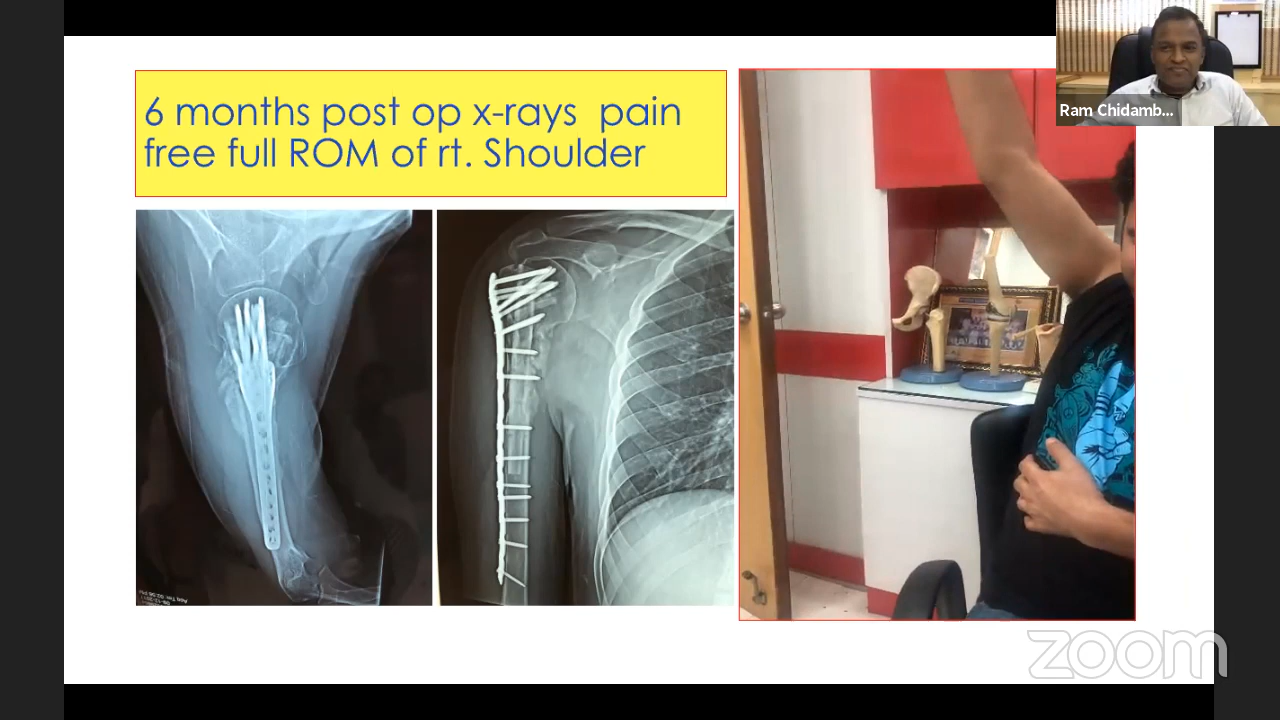 6 months post op x-rays pain
free full ROM of rt. Shoulder
Ram Chidamb...
zoom